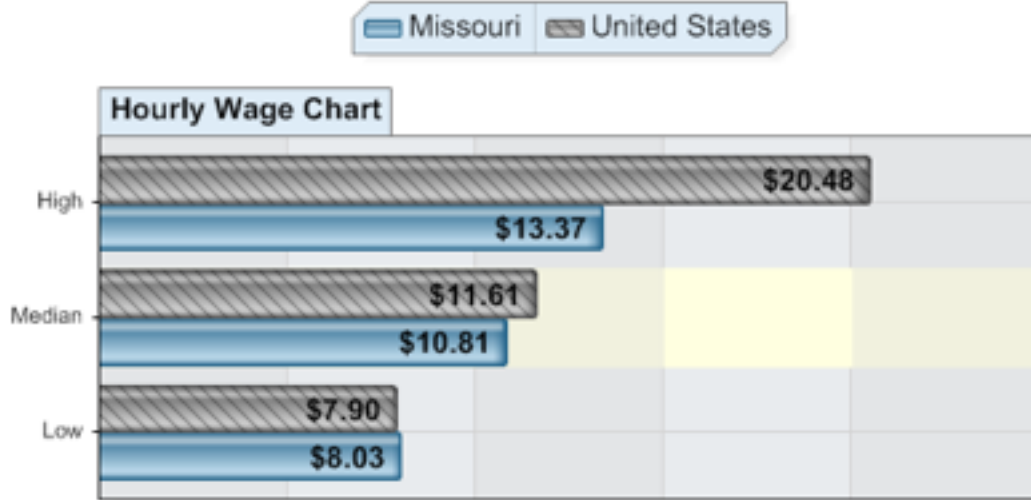 Missouri United States
Hourly Wage Chart
High
$20.48
$13.37
Median
$11.61
$10.81
Low
$7.90
$8.03